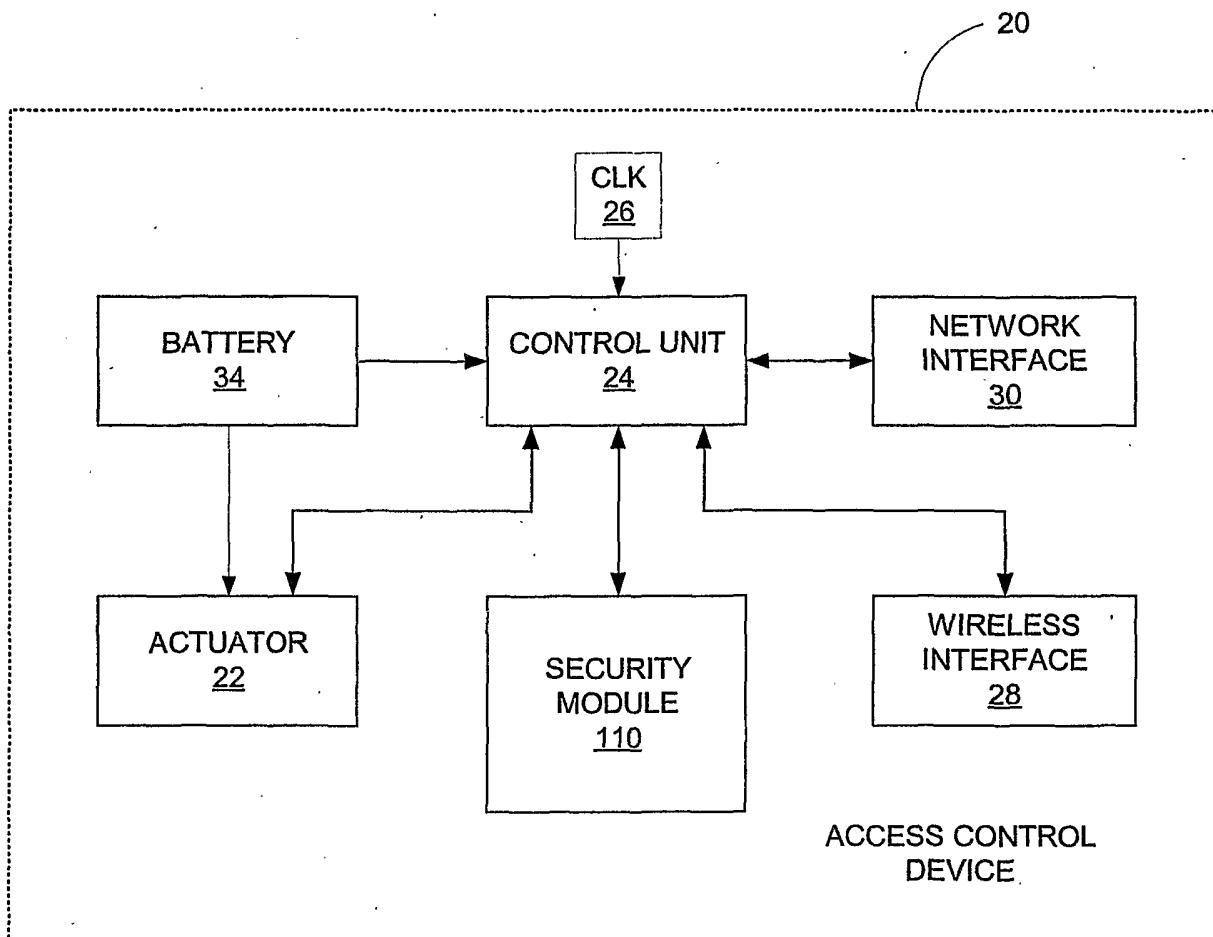 20
CLK
26
BATTERY
34
CONTROL UNIT
24
NETWORK
INTERFACE
30
ACTUATOR
22
SECURITY
MODULE
110
WIRELESS
INTERFACE
28
ACCESS CONTROL
DEVICE